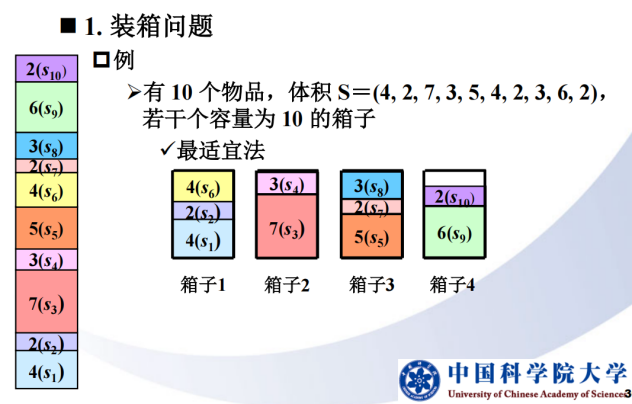 ■ 1. 装箱问题
例
➢有 10 个物品，体积 S＝(4, 2, 7, 3, 5, 4, 2, 3, 6, 2)，
若干个容量为 10 的箱子
✓最适宜法
2(s10)
6(s9)
3(s8)
2(s7)
4(s6)
5(s5)
3(s4)
7(s3)
2(s2)
4(s1)
4(s6)
2(s2)
4(s1)
箱子1
3(s4)
7(s3)
箱子2
3(s8)
2(s7)
5(s5)
箱子3
2(s10)
6(s9)
箱子4
中国科学院大学
University of Chinese Academy of Sciences
3